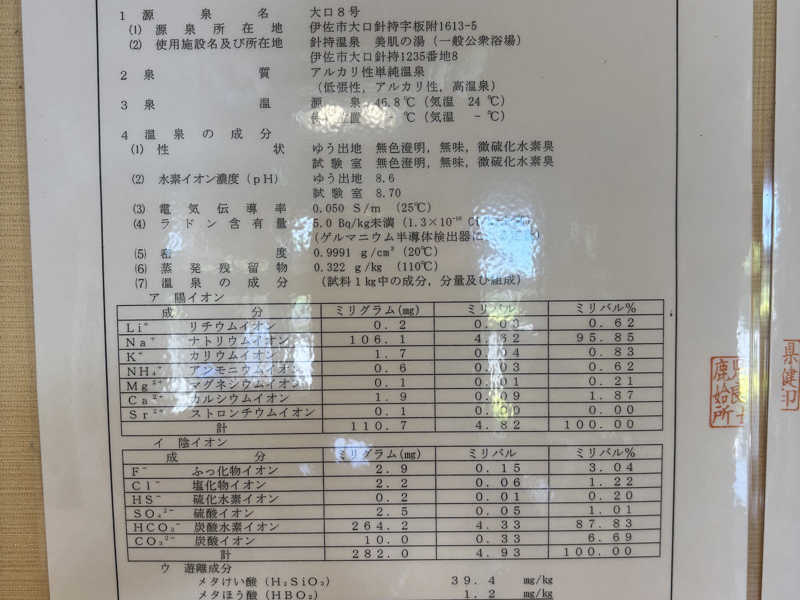 1 源泉名 大口8号
(1) 源泉所在地 伊佐市大口針持字板附1613-5
(2) 使用施設名及び所在地 針持温泉 美肌の湯（一般公衆浴場）
伊佐市大口針持1235番地8
2 泉質 アルカリ性単純温泉
（低張性，アルカリ性，高温泉）
3 泉温 源泉 46.8℃（気温 24℃）
位置 - ℃（気温 -℃）
4 温泉の成分
(1) 性状 ゆう出地 無色澄明，無味，微硫化水素臭
試験室 無色澄明，無味，微硫化水素臭
(2) 水素イオン濃度（pH） ゆう出地 8.6
試験室 8.70
(3) 電気伝導率 0.050 S/m （25℃）
(4) ラドン含有量 5.0 Bq/kg未満（1.3×10⁻¹⁰
（ゲルマニウム半導体検出器に
(5) 密度 0.9991 g/cm³（20℃）
(6) 蒸発残留物 0.322 g/kg （110℃）
(7) 温泉の成分 （試料1kg中の成分，分量及び組成）
ア 陽イオン
成分 ミリグラム(mg) ミリバル ミリバル%
Li⁺ リチウムイオン 0.2 0.03 0.62
Na⁺ ナトリウムイオン 106.1 4.62 95.85
K⁺ カリウムイオン 1.7 0.04 0.83
NH₄⁺ アンモニウムイオン 0.6 0.03 0.62
Mg²⁺ マグネシウムイオン 0.1 0.01 0.21
Ca²⁺ カルシウムイオン 1.9 0.09 1.87
Sr²⁺ ストロンチウムイオン 0.1 0.00 0.00
計 110.7 4.82 100.00
イ 陰イオン
成分 ミリグラム(mg) ミリバル ミリバル%
F⁻ ふっ化物イオン 2.9 0.15 3.04
Cl⁻ 塩化物イオン 2.2 0.06 1.22
HS⁻ 硫化水素イオン 0.2 0.01 0.20
SO₄²⁻ 硫酸イオン 2.5 0.05 1.01
HCO₃⁻ 炭酸水素イオン 264.2 4.33 87.83
CO₃²⁻ 炭酸イオン 10.0 0.33 6.69
計 282.0 4.93 100.00
ウ 遊離成分
メタけい酸（H₂SiO₃） 39.4 mg/kg
メタほう酸（HBO₂） 1.2 mg/kg
県健印
鹿始所